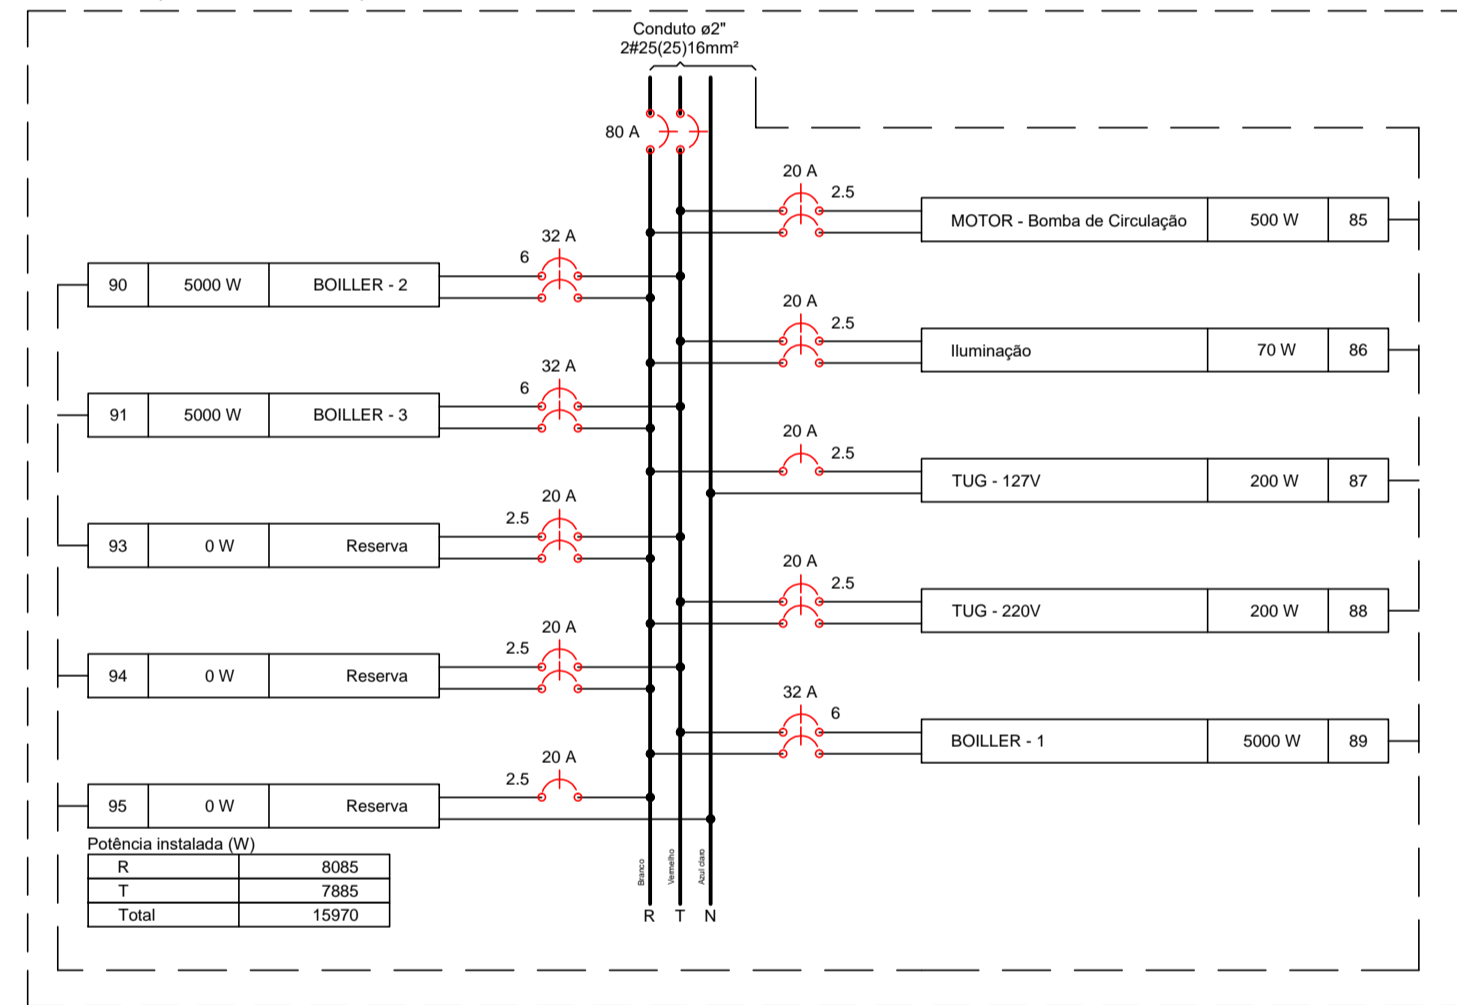 Conduto ø2"
2#25(25)16mm²
80 A
20 A
2.5
MOTOR - Bomba de Circulação 500 W 85
32 A
6
90 5000 W BOILLER - 2
20 A
2.5
Iluminação 70 W 86
32 A
6
91 5000 W BOILLER - 3
20 A
2.5
TUG - 127V 200 W 87
20 A
2.5
93 0 W Reserva
20 A
2.5
TUG - 220V 200 W 88
20 A
2.5
94 0 W Reserva
32 A
6
BOILLER - 1 5000 W 89
20 A
2.5
95 0 W Reserva
Potência instalada (W)
R 8085
T 7885
Total 15970
Branco
Vermelho
Azul claro
R T N